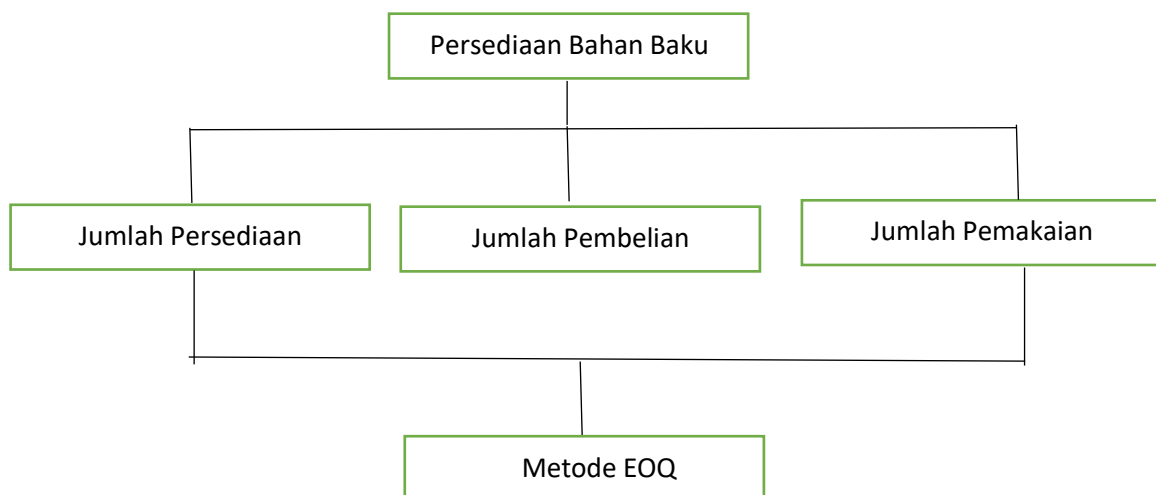 Persediaan Bahan Baku
Jumlah Persediaan
Jumlah Pembelian
Jumlah Pemakaian
Metode EOQ